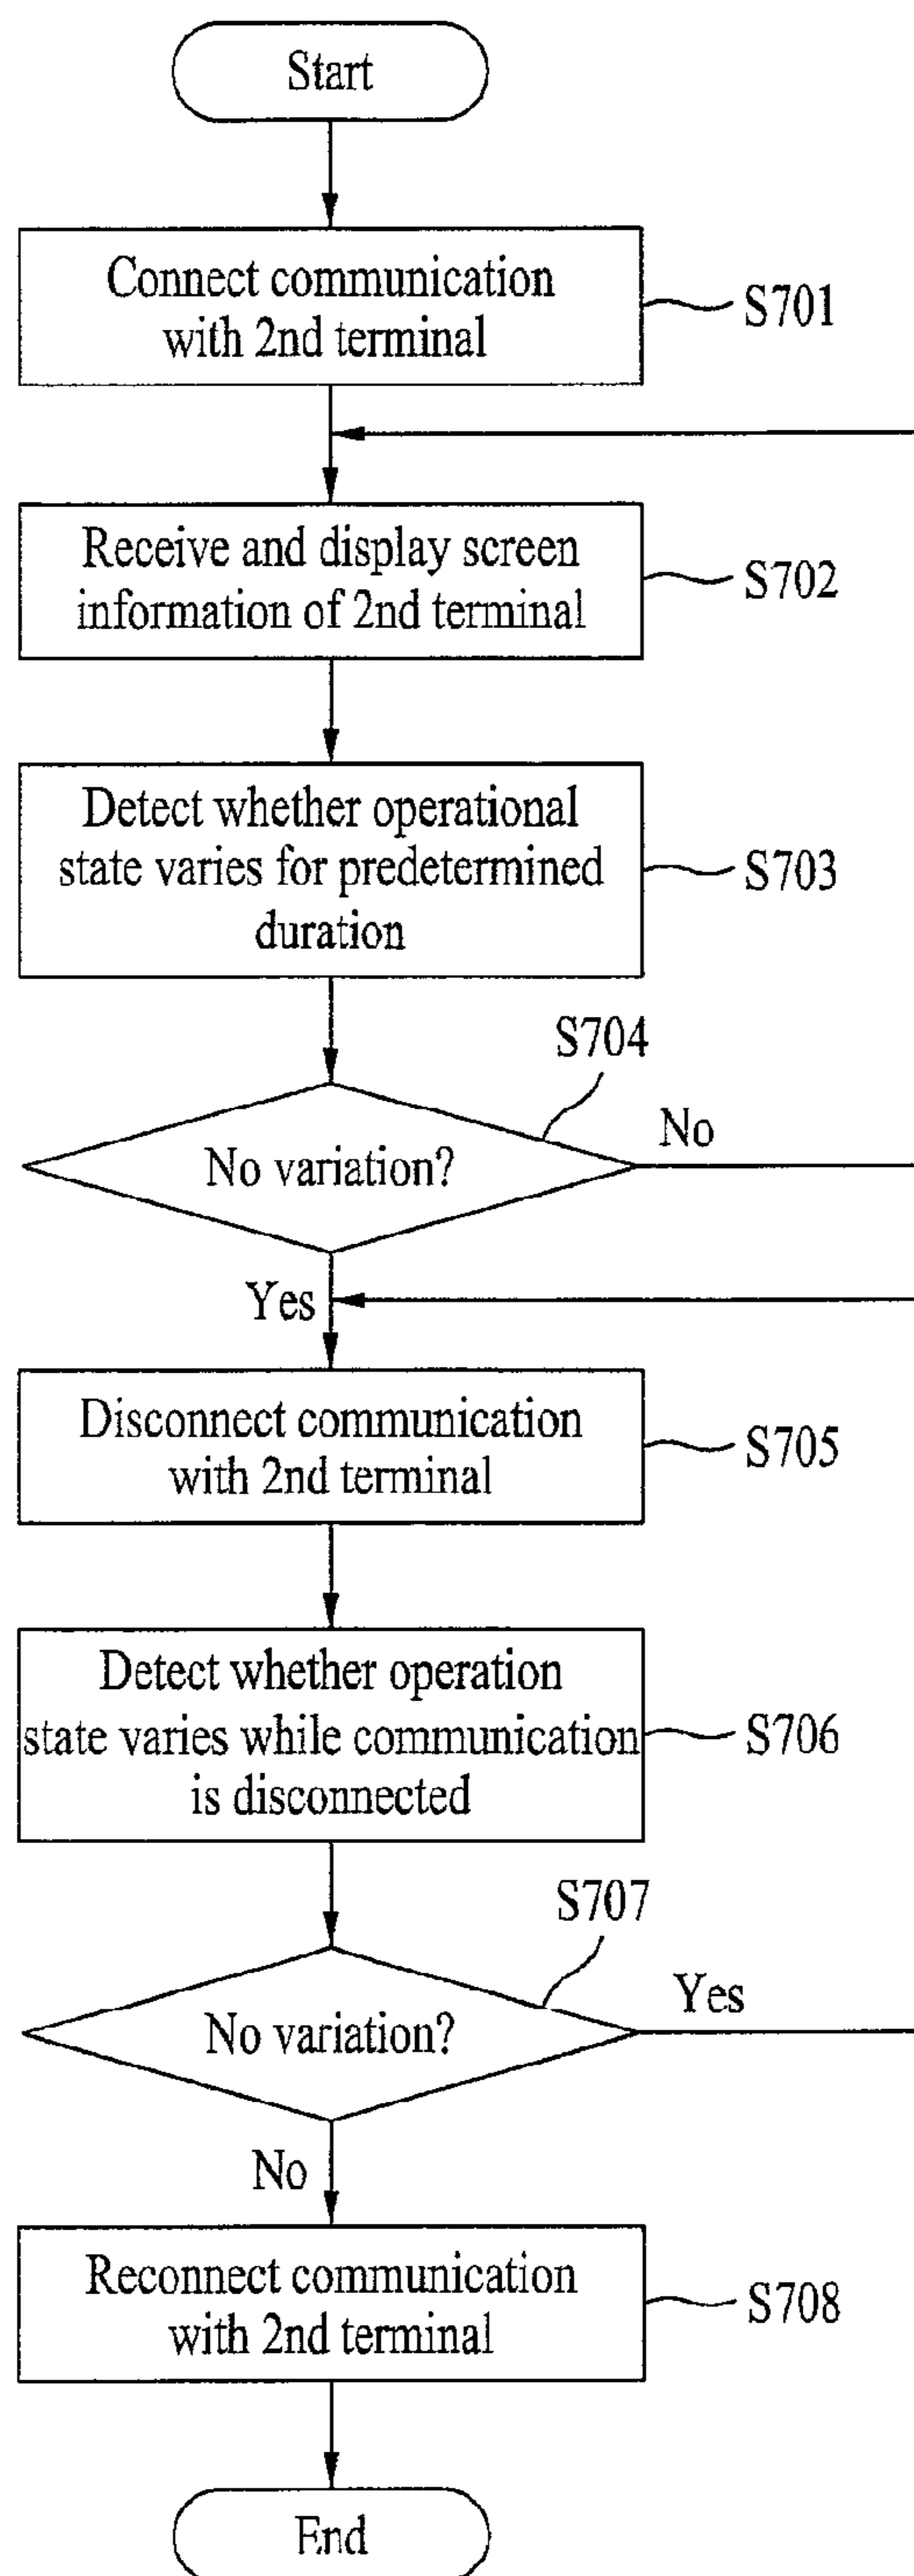 Start
Connect communication
with 2nd terminal
S701
Receive and display screen
information of 2nd terminal
S702
Detect whether operational
state varies for predetermined
duration
S703
S704
No variation?
No
Yes
Disconnect communication
with 2nd terminal
S705
Detect whether operation
state varies while communication
is disconnected
S706
S707
No variation?
Yes
No
Reconnect communication
with 2nd terminal
S708
End